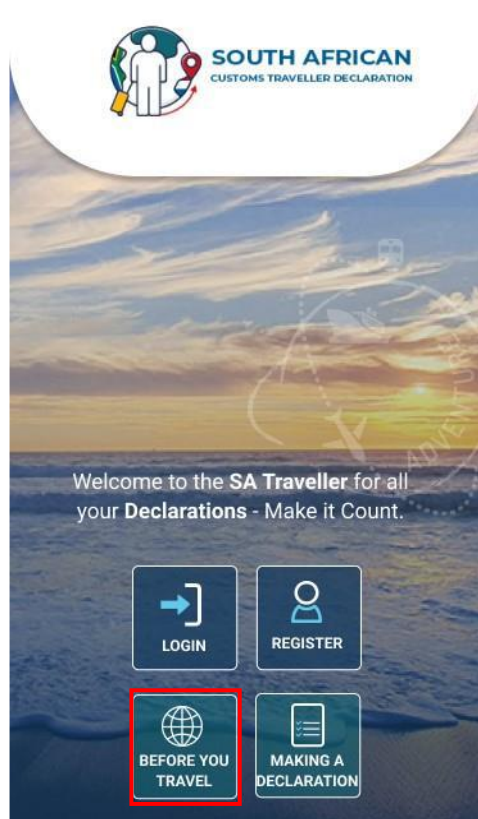 SOUTH AFRICAN
CUSTOMS TRAVELLER DECLARATION
ADVENTURE
Welcome to the SA Traveller for all
your Declarations - Make it Count.
LOGIN
REGISTER
BEFORE YOU
TRAVEL
MAKING A
DECLARATION